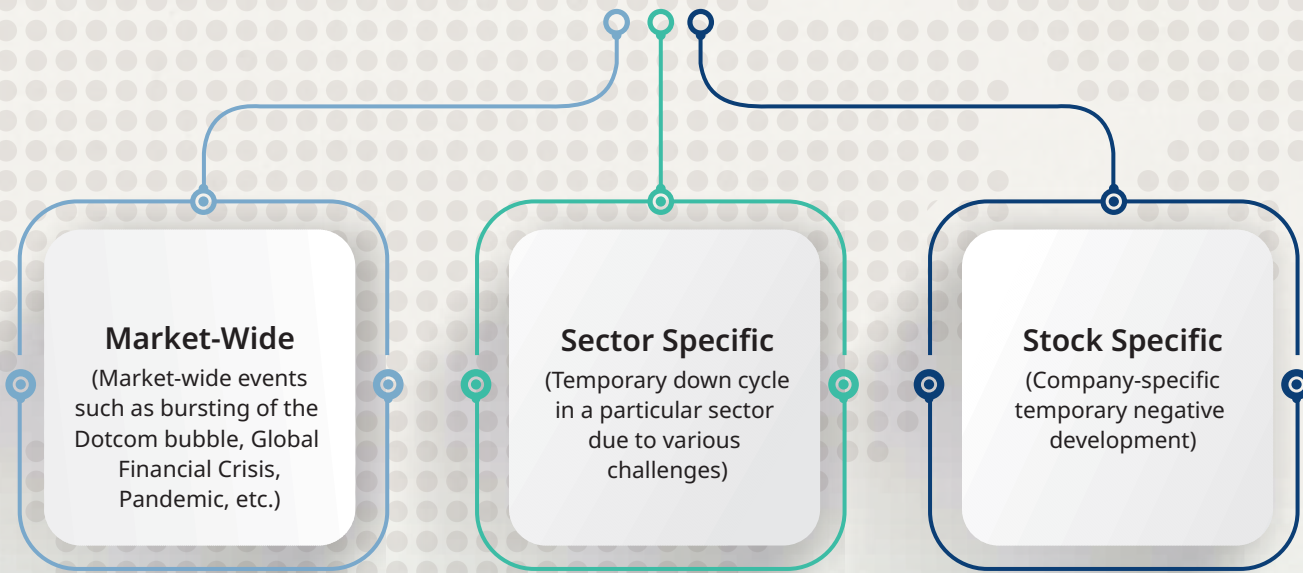 Market-Wide
(Market-wide events
such as bursting of the
Dotcom bubble, Global
Financial Crisis,
Pandemic, etc.)
Sector Specific
(Temporary down cycle
in a particular sector
due to various
challenges)
Stock Specific
(Company-specific
temporary negative
development)